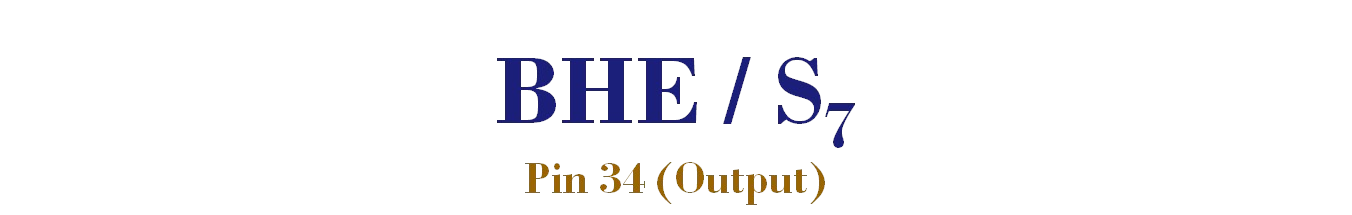 BHE / S₇
Pin 34 (Output)